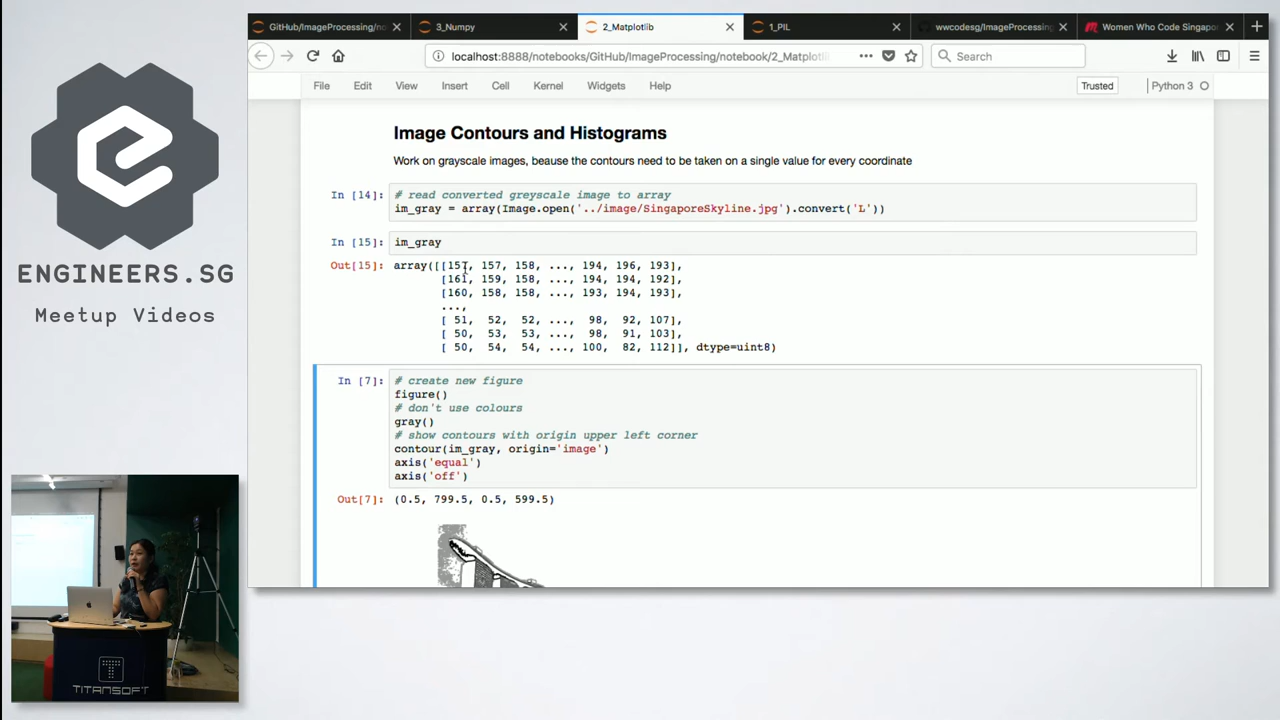 GitHub/ImageProcessing/no
3_Numpy
2_Matplotlib
1_PIL
wwcodesg/ImageProcessing
Women Who Code Singapo
localhost:8888/notebooks/GitHub/ImageProcessing/notebook/2_Matplotli
Search
File Edit View Insert Cell Kernel Widgets Help
Trusted
Python 3
Image Contours and Histograms
Work on grayscale images, beause the contours need to be taken on a single value for every coordinate
In [14]:
# read converted greyscale image to array
im_gray = array(Image.open('../image/SingaporeSkyline.jpg').convert('L'))
In [15]:
im_gray
Out[15]:
array([[157, 157, 158, ..., 194, 196, 193],
[161, 159, 158, ..., 194, 194, 192],
[160, 158, 158, ..., 193, 194, 193],
...,
[ 51, 52, 52, ..., 98, 92, 107],
[ 50, 53, 53, ..., 98, 91, 103],
[ 50, 54, 54, ..., 100, 82, 112]], dtype=uint8)
In [7]:
# create new figure
figure()
# don't use colours
gray()
# show contours with origin upper left corner
contour(im_gray, origin='image')
axis('equal')
axis('off')
Out[7]:
(0.5, 799.5, 0.5, 599.5)
ENGINEERS.SG
Meetup Videos
TITANSOFT